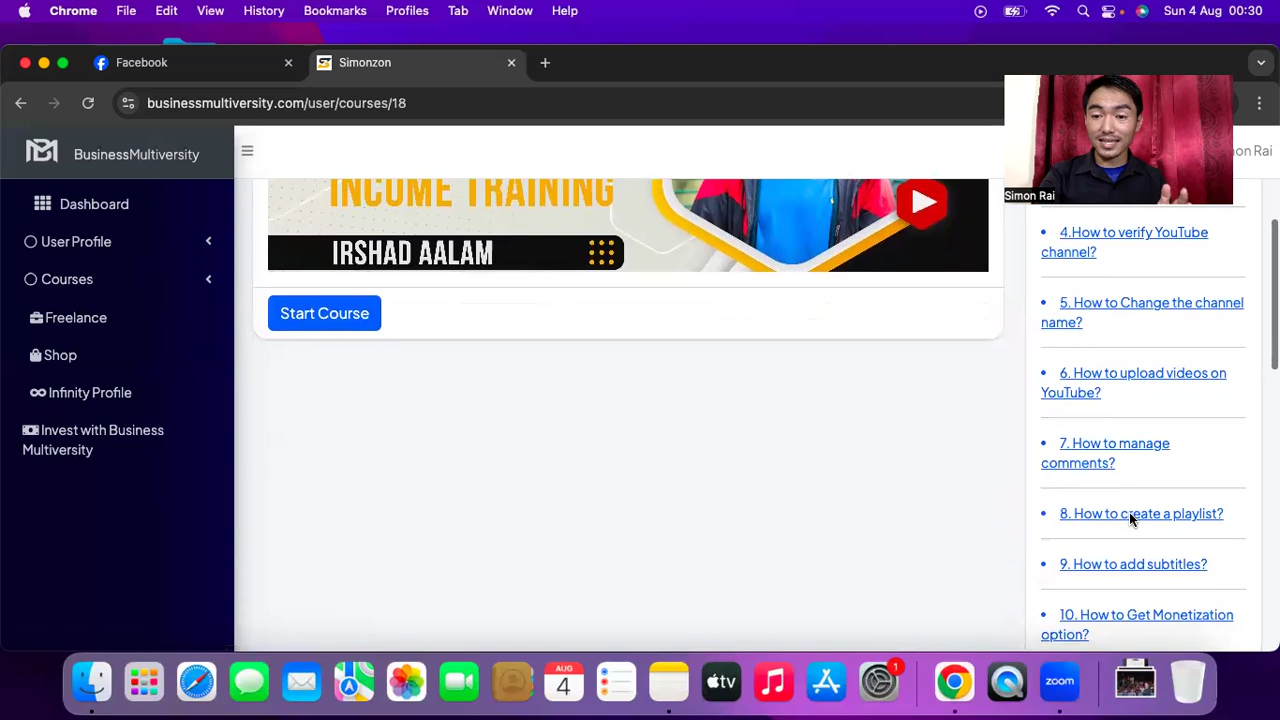 Chrome File Edit View History Bookmarks Profiles Tab Window Help Sun 4 Aug 00:30
Facebook Simonzon
businessmultiversity.com/user/courses/18
BusinessMultiversity
on Rai
Simon Rai
Dashboard
User Profile
Courses
Freelance
Shop
Infinity Profile
Invest with Business
Multiversity
INCOME TRAINING
IRSHAD AALAM
Start Course
4.How to verify YouTube
channel?
5. How to Change the channel
name?
6. How to upload videos on
YouTube?
7. How to manage
comments?
8. How to create a playlist?
9. How to add subtitles?
10. How to Get Monetization
option?
AUG
4
tv
1
zoom